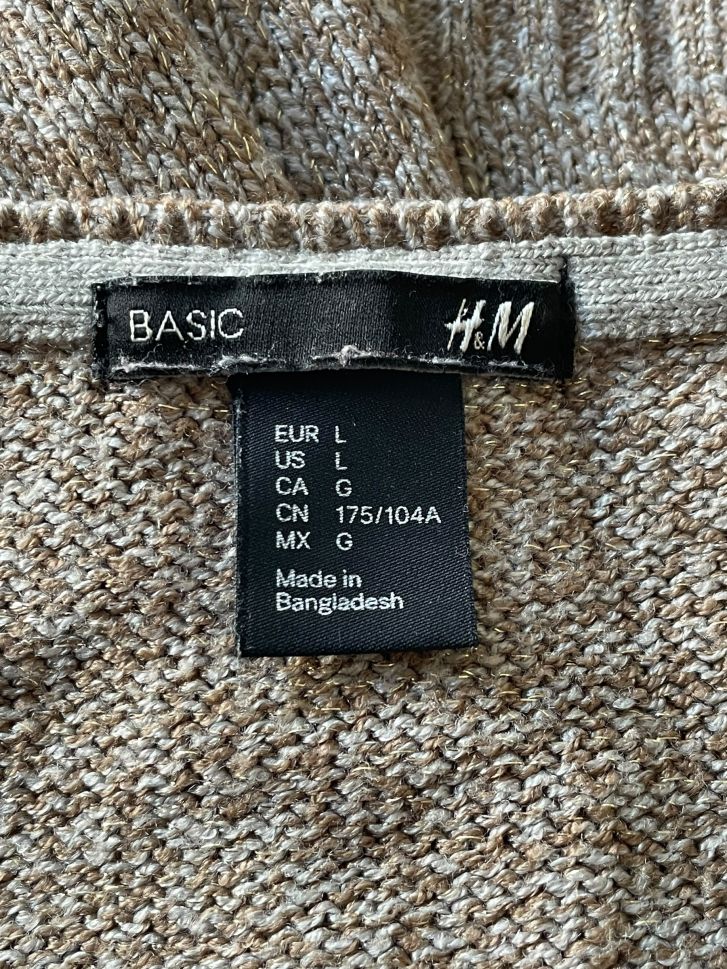 BASIC H&M
EUR L
US L
CA G
CN 175/104A
MX G
Made in
Bangladesh